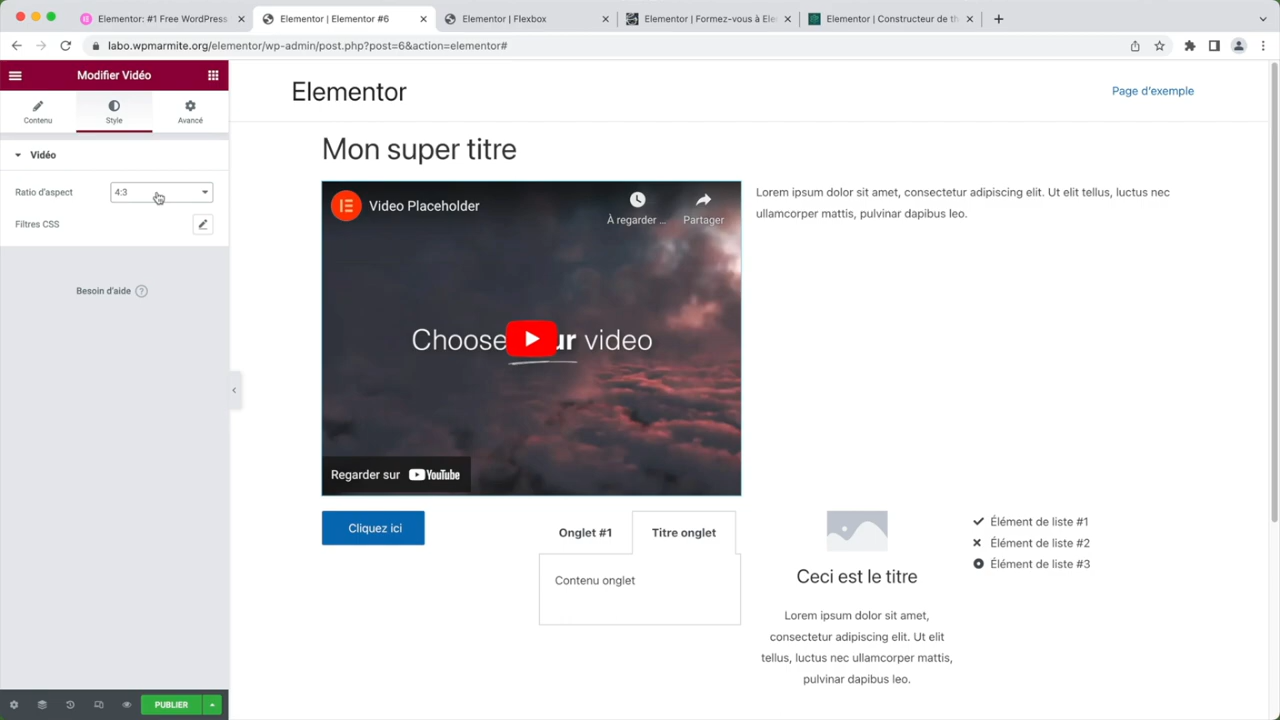 Elementor: #1 Free WordPress
Elementor | Elementor #6
Elementor | Flexbox
Elementor | Formez-vous à Ele
Elementor | Constructeur de th
labo.wpmarmite.org/elementor/wp-admin/post.php?post=6&action=elementor#
Modifier Vidéo
Contenu
Style
Avancé
Vidéo
Ratio d'aspect
4:3
Filtres CSS
Besoin d'aide ?
PUBLIER
Elementor
Page d'exemple
Mon super titre
Video Placeholder
À regarder ...
Partager
Choose
ur video
Regarder sur YouTube
Lorem ipsum dolor sit amet, consectetur adipiscing elit. Ut elit tellus, luctus nec
ullamcorper mattis, pulvinar dapibus leo.
Cliquez ici
Onglet #1
Titre onglet
Contenu onglet
Ceci est le titre
Lorem ipsum dolor sit amet,
consectetur adipiscing elit. Ut elit
tellus, luctus nec ullamcorper mattis,
pulvinar dapibus leo.
Élément de liste #1
Élément de liste #2
Élément de liste #3